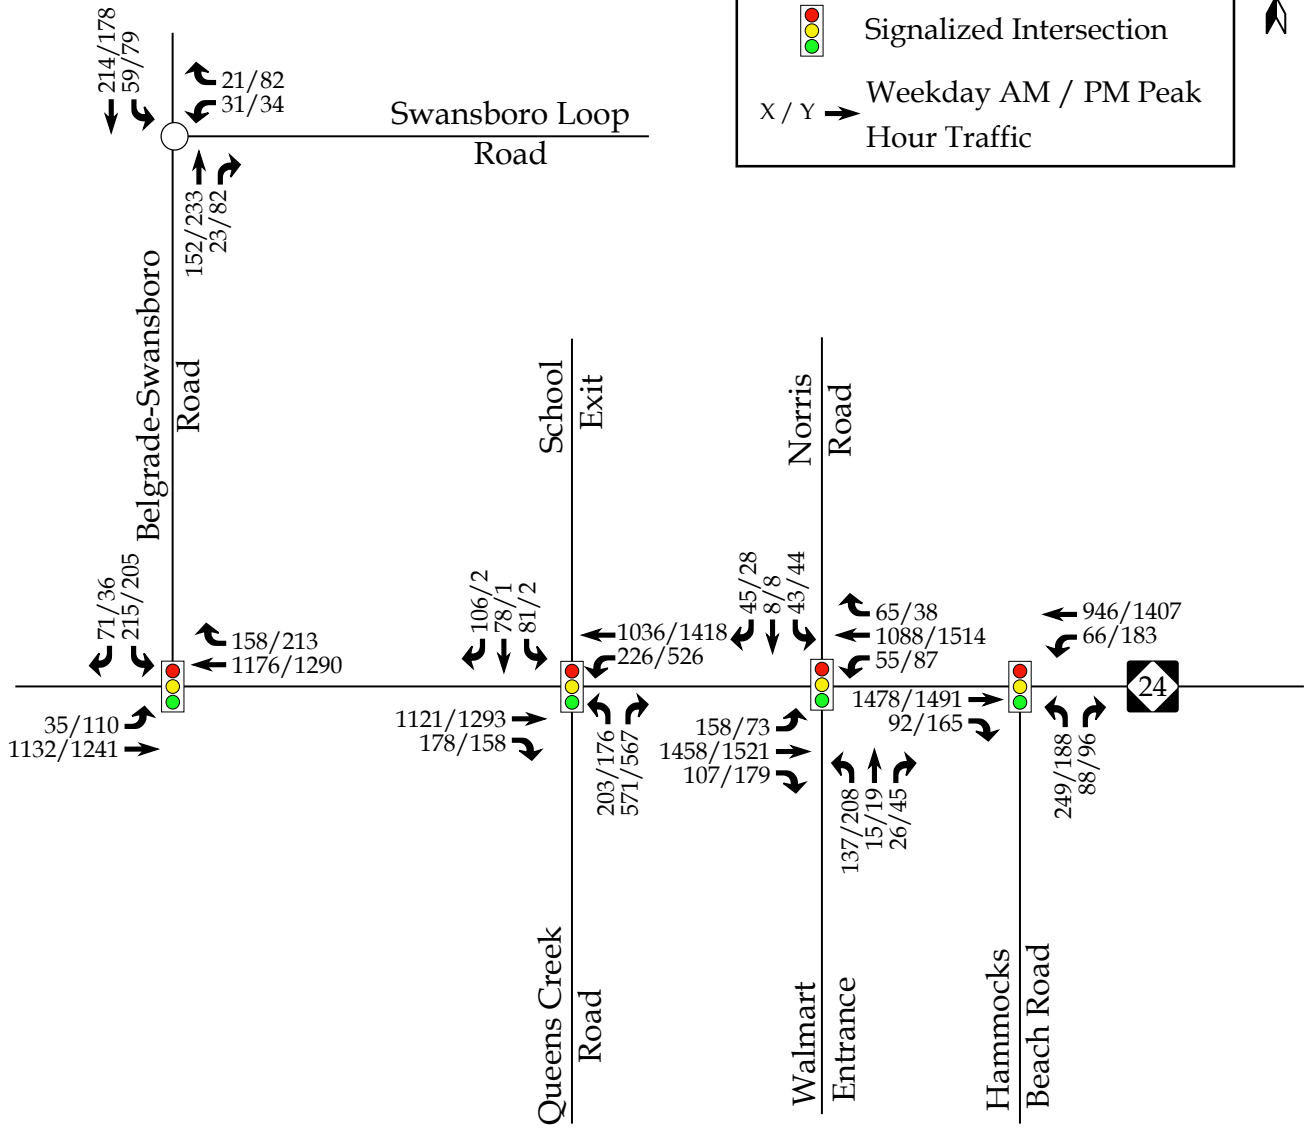 Signalized Intersection
X / Y
Weekday AM / PM Peak
Hour Traffic
214/178
59/79
21/82
31/34
Swansboro Loop
Road
152/233
23/82
Belgrade-Swansboro
Road
School
Exit
Norris
Road
71/36
215/205
158/213
1176/1290
35/110
1132/1241
106/2
78/1
81/2
1036/1418
226/526
1121/1293
178/158
203/176
571/567
45/28
8/8
43/44
65/38
1088/1514
55/87
158/73
1458/1521
107/179
137/208
15/19
26/45
946/1407
66/183
1478/1491
92/165
249/188
88/96
24
Queens Creek
Road
Walmart
Entrance
Hammocks
Beach Road